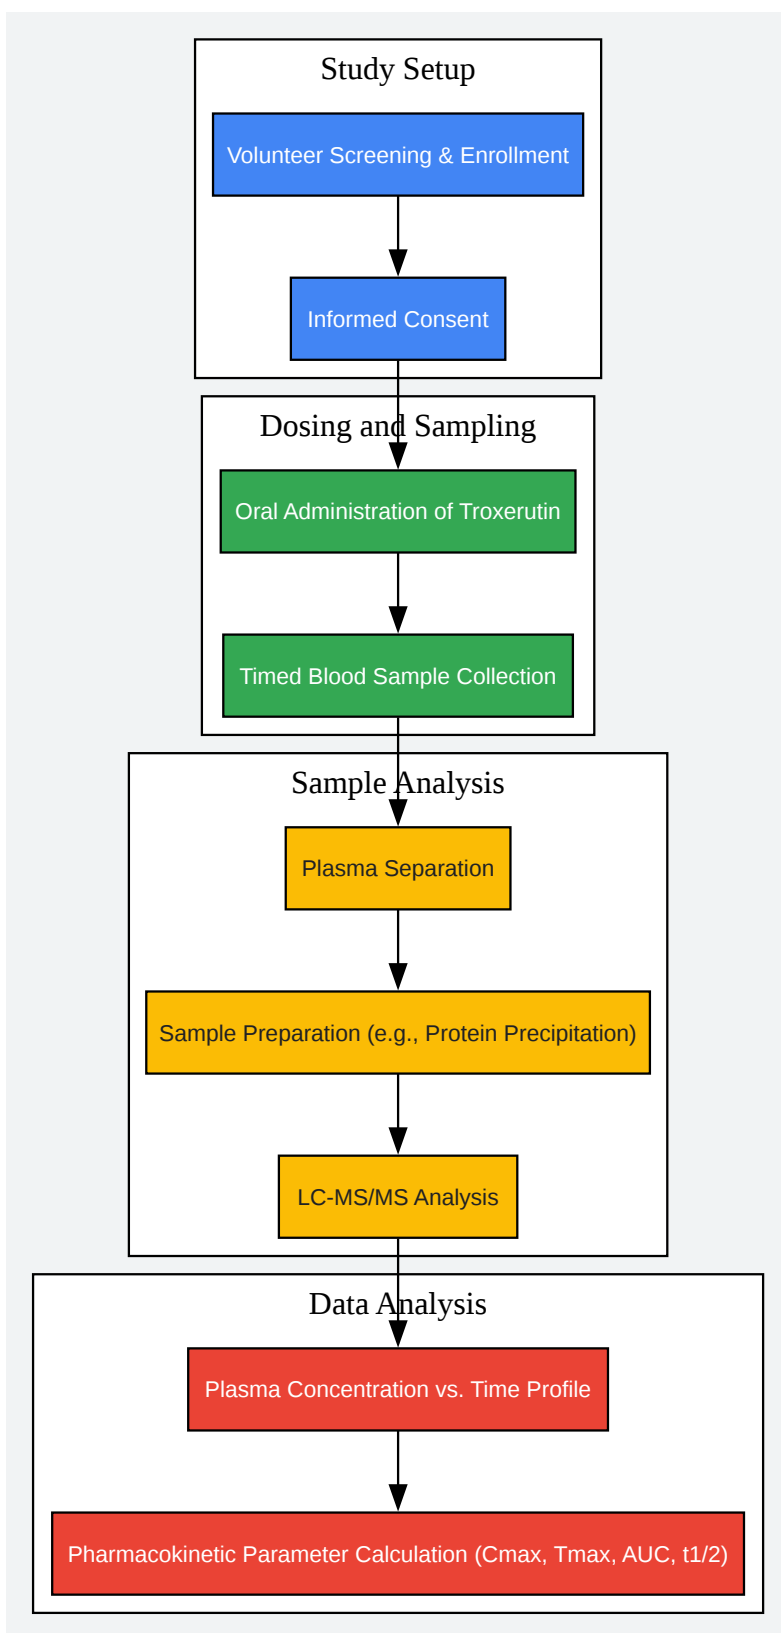 Study Setup
Volunteer Screening & Enrollment
Informed Consent
Dosing and Sampling
Oral Administration of Troxerutin
Timed Blood Sample Collection
Sample Analysis
Plasma Separation
Sample Preparation (e.g., Protein Precipitation)
LC-MS/MS Analysis
Data Analysis
Plasma Concentration vs. Time Profile
Pharmacokinetic Parameter Calculation (Cmax, Tmax, AUC, t1/2)